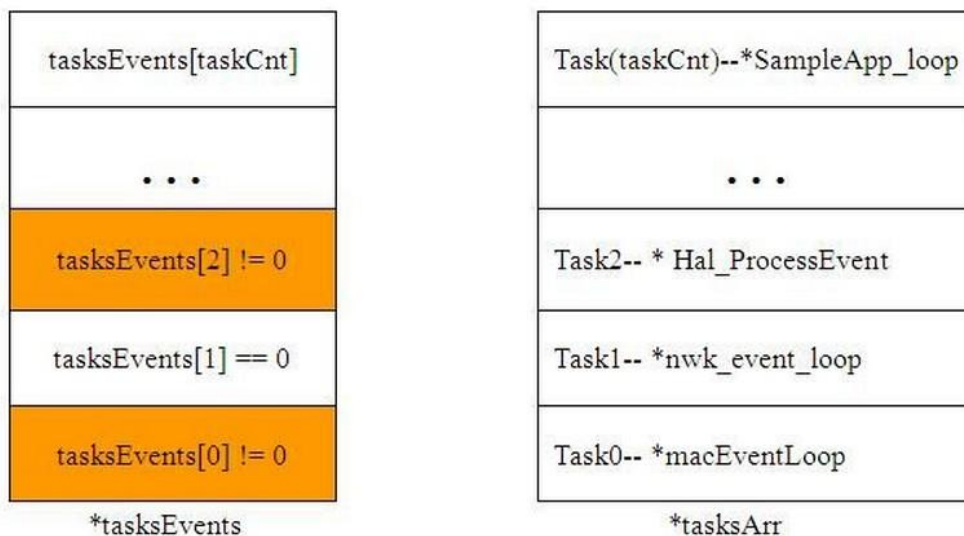 tasksEvents[taskCnt]
. . .
tasksEvents[2] != 0
tasksEvents[1] == 0
tasksEvents[0] != 0
*tasksEvents
Task(taskCnt)--*SampleApp_loop
. . .
Task2-- * Hal_ProcessEvent
Task1-- *nwk_event_loop
Task0-- *macEventLoop
*tasksArr